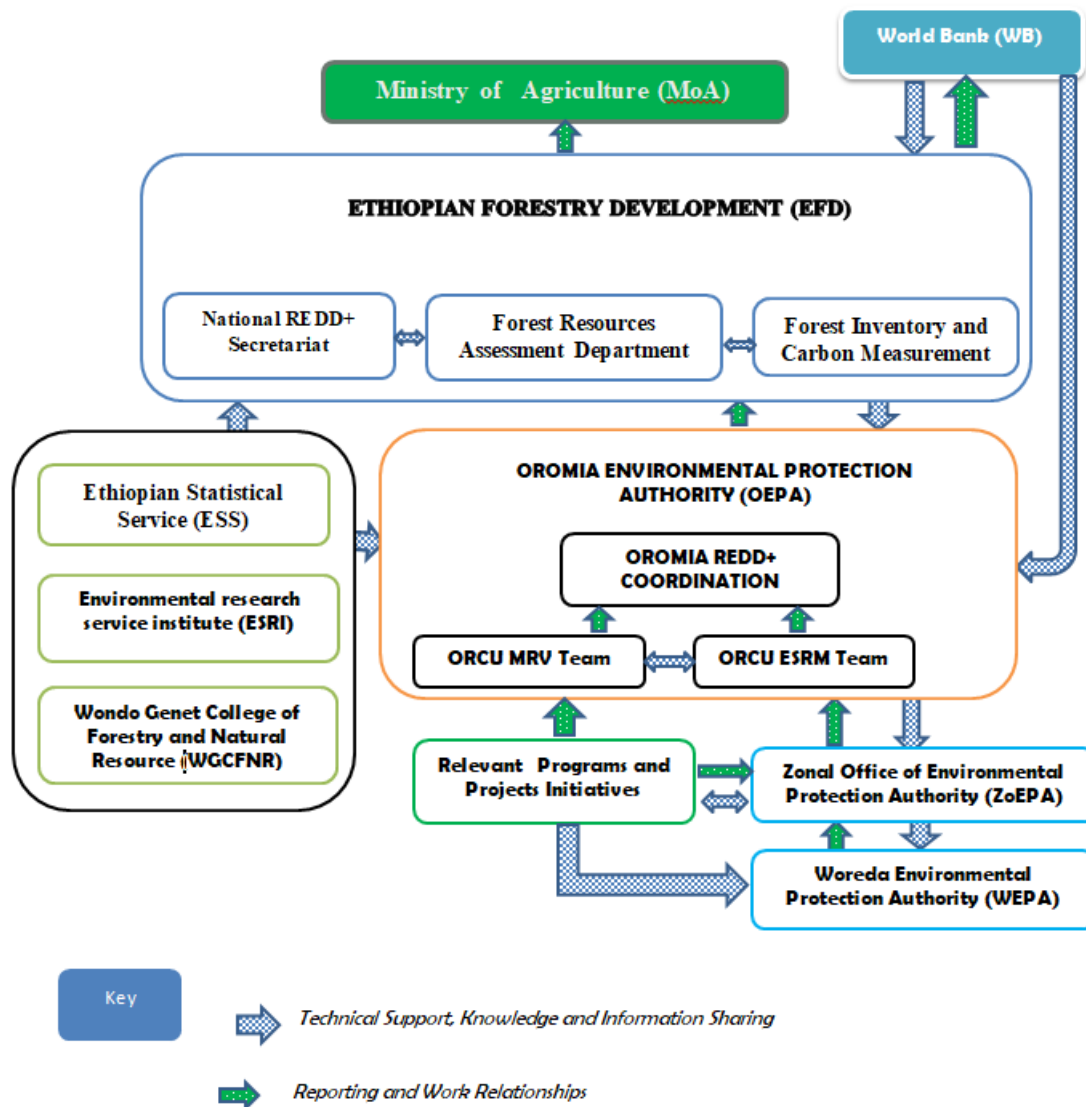 World Bank (WB)
Ministry of Agriculture (MoA)
ETHIOPIAN FORESTRY DEVELOPMENT (EFD)
National REDD+
Secretariat
Forest Resources
Assessment Department
Forest Inventory and
Carbon Measurement
Ethiopian Statistical
Service (ESS)
Environmental research
service institute (ESRI)
Wondo Genet College of
Forestry and Natural
Resource (WGCFNR)
OROMIA ENVIRONMENTAL PROTECTION
AUTHORITY (OEPA)
OROMIA REDD+
COORDINATION
ORCU MRV Team
ORCU ESRM Team
Relevant Programs and
Projects Initiatives
Zonal Office of Environmental
Protection Authority (ZoEPA)
Woreda Environmental
Protection Authority (WEPA)
Key
Technical Support, Knowledge and Information Sharing
Reporting and Work Relationships